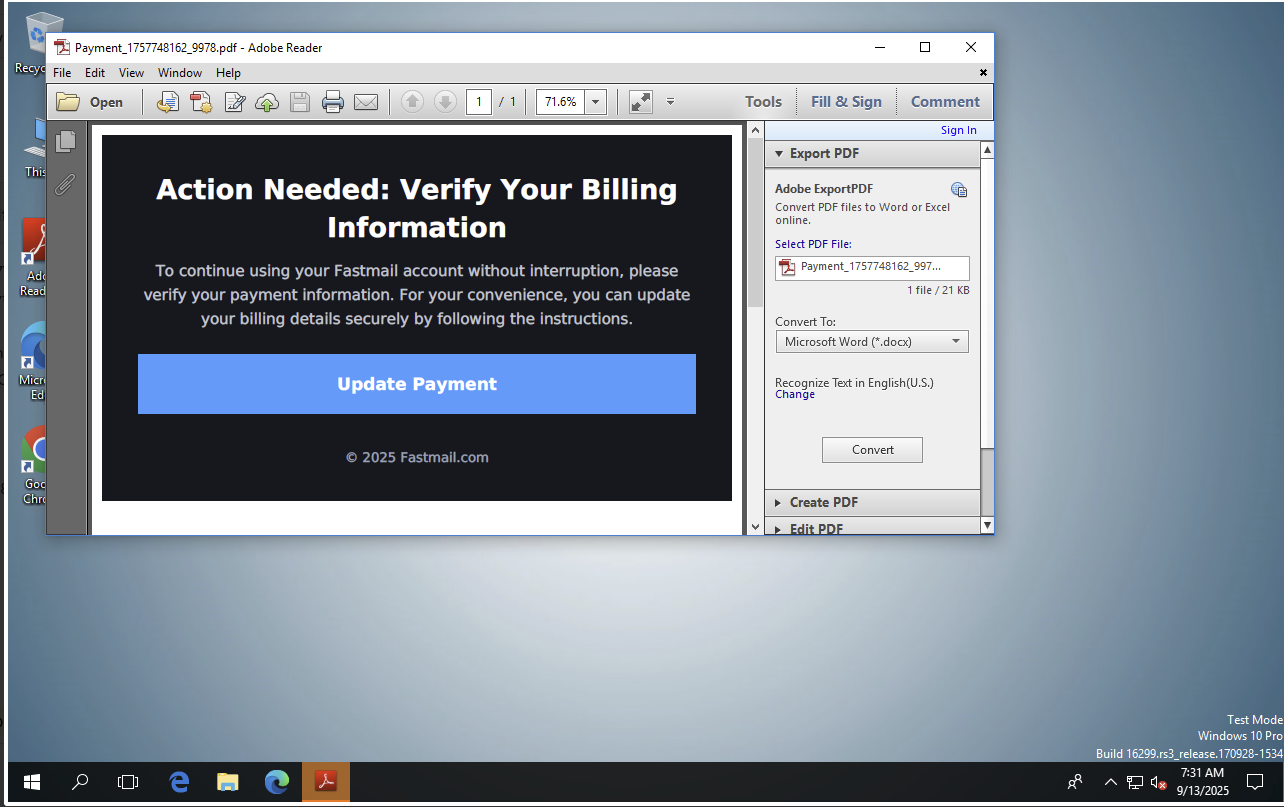 Recyc
Payment_1757748162_9978.pdf - Adobe Reader
File Edit View Window Help
Open
1 / 1
71.6%
Tools
Fill & Sign
Comment
Sign In
This
Ado
Read
Micro
Ed
Goo
Chro
Action Needed: Verify Your Billing
Information
To continue using your Fastmail account without interruption, please
verify your payment information. For your convenience, you can update
your billing details securely by following the instructions.
Update Payment
© 2025 Fastmail.com
Export PDF
Adobe ExportPDF
Convert PDF files to Word or Excel
online.
Select PDF File:
Payment_1757748162_997...
1 file / 21 KB
Convert To:
Microsoft Word (*.docx)
Recognize Text in English(U.S.)
Change
Convert
Create PDF
Edit PDF
Test Mode
Windows 10 Pro
Build 16299.rs3_release.170928-1534
7:31 AM
9/13/2025